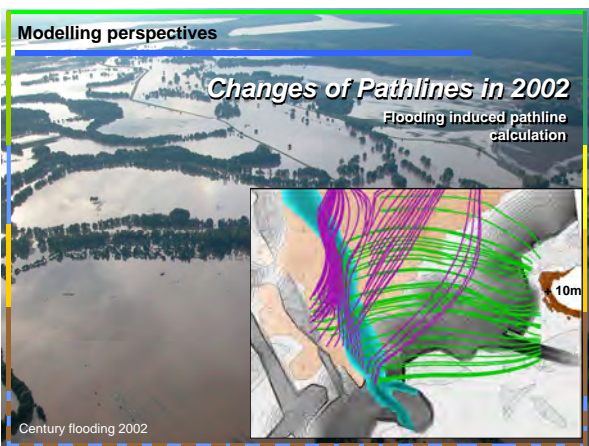 Modelling perspectives
Changes of Pathlines in 2002
Flooding induced pathline
calculation
+ 10m
Century flooding 2002